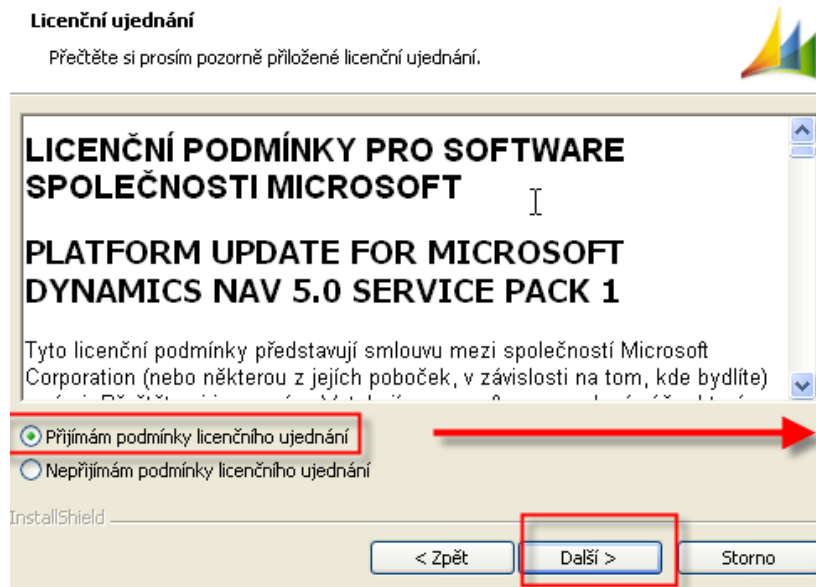 Licenční ujednání
Přečtěte si prosím pozorně přiložené licenční ujednání.
LICENČNÍ PODMÍNKY PRO SOFTWARE
SPOLEČNOSTI MICROSOFT
PLATFORM UPDATE FOR MICROSOFT
DYNAMICS NAV 5.0 SERVICE PACK 1
Tyto licenční podmínky představují smlouvu mezi společností Microsoft
Corporation (nebo některou z jejích poboček, v závislosti na tom, kde bydlíte)
Přijímám podmínky licenčního ujednání
Nepřijímám podmínky licenčního ujednání
InstallShield
< Zpět
Další >
Storno